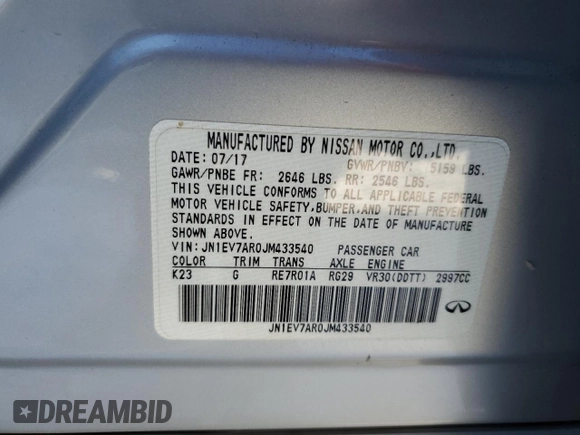 MANUFACTURED BY NISSAN MOTOR CO.,LTD.
DATE: 07/17 GVWR/PNBV: 5158 LBS.
GAWR/PNBE FR: 2646 LBS. RR: 2546 LBS.
THIS VEHICLE CONFORMS TO ALL APPLICABLE FEDERAL
MOTOR VEHICLE SAFETY, BUMPER, AND THEFT PREVENTION
STANDARDS IN EFFECT ON THE DATE OF MANUFACTURE
SHOWN ABOVE.
VIN: JN1EV7AR0JM433540 PASSENGER CAR
COLOR TRIM TRANS AXLE ENGINE
K23 G RE7R01A RG29 VR30(DDTT) 2997CC
JN1EV7AR0JM433540
DREAMBID